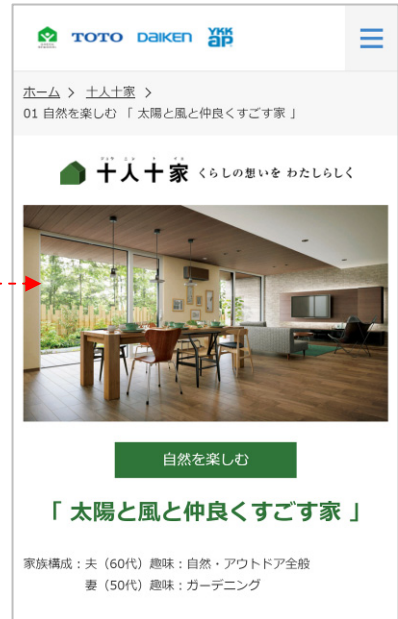 TOTO DAIKEN YKK ap
ホーム > 十人十家 >
01 自然を楽しむ 「 太陽と風と仲良くすごす家 」
十人十家 くらしの想いを わたしらしく
自然を楽しむ
「 太陽と風と仲良くすごす家 」
家族構成：夫（60代）趣味：自然・アウトドア全般
妻（50代）趣味：ガーデニング